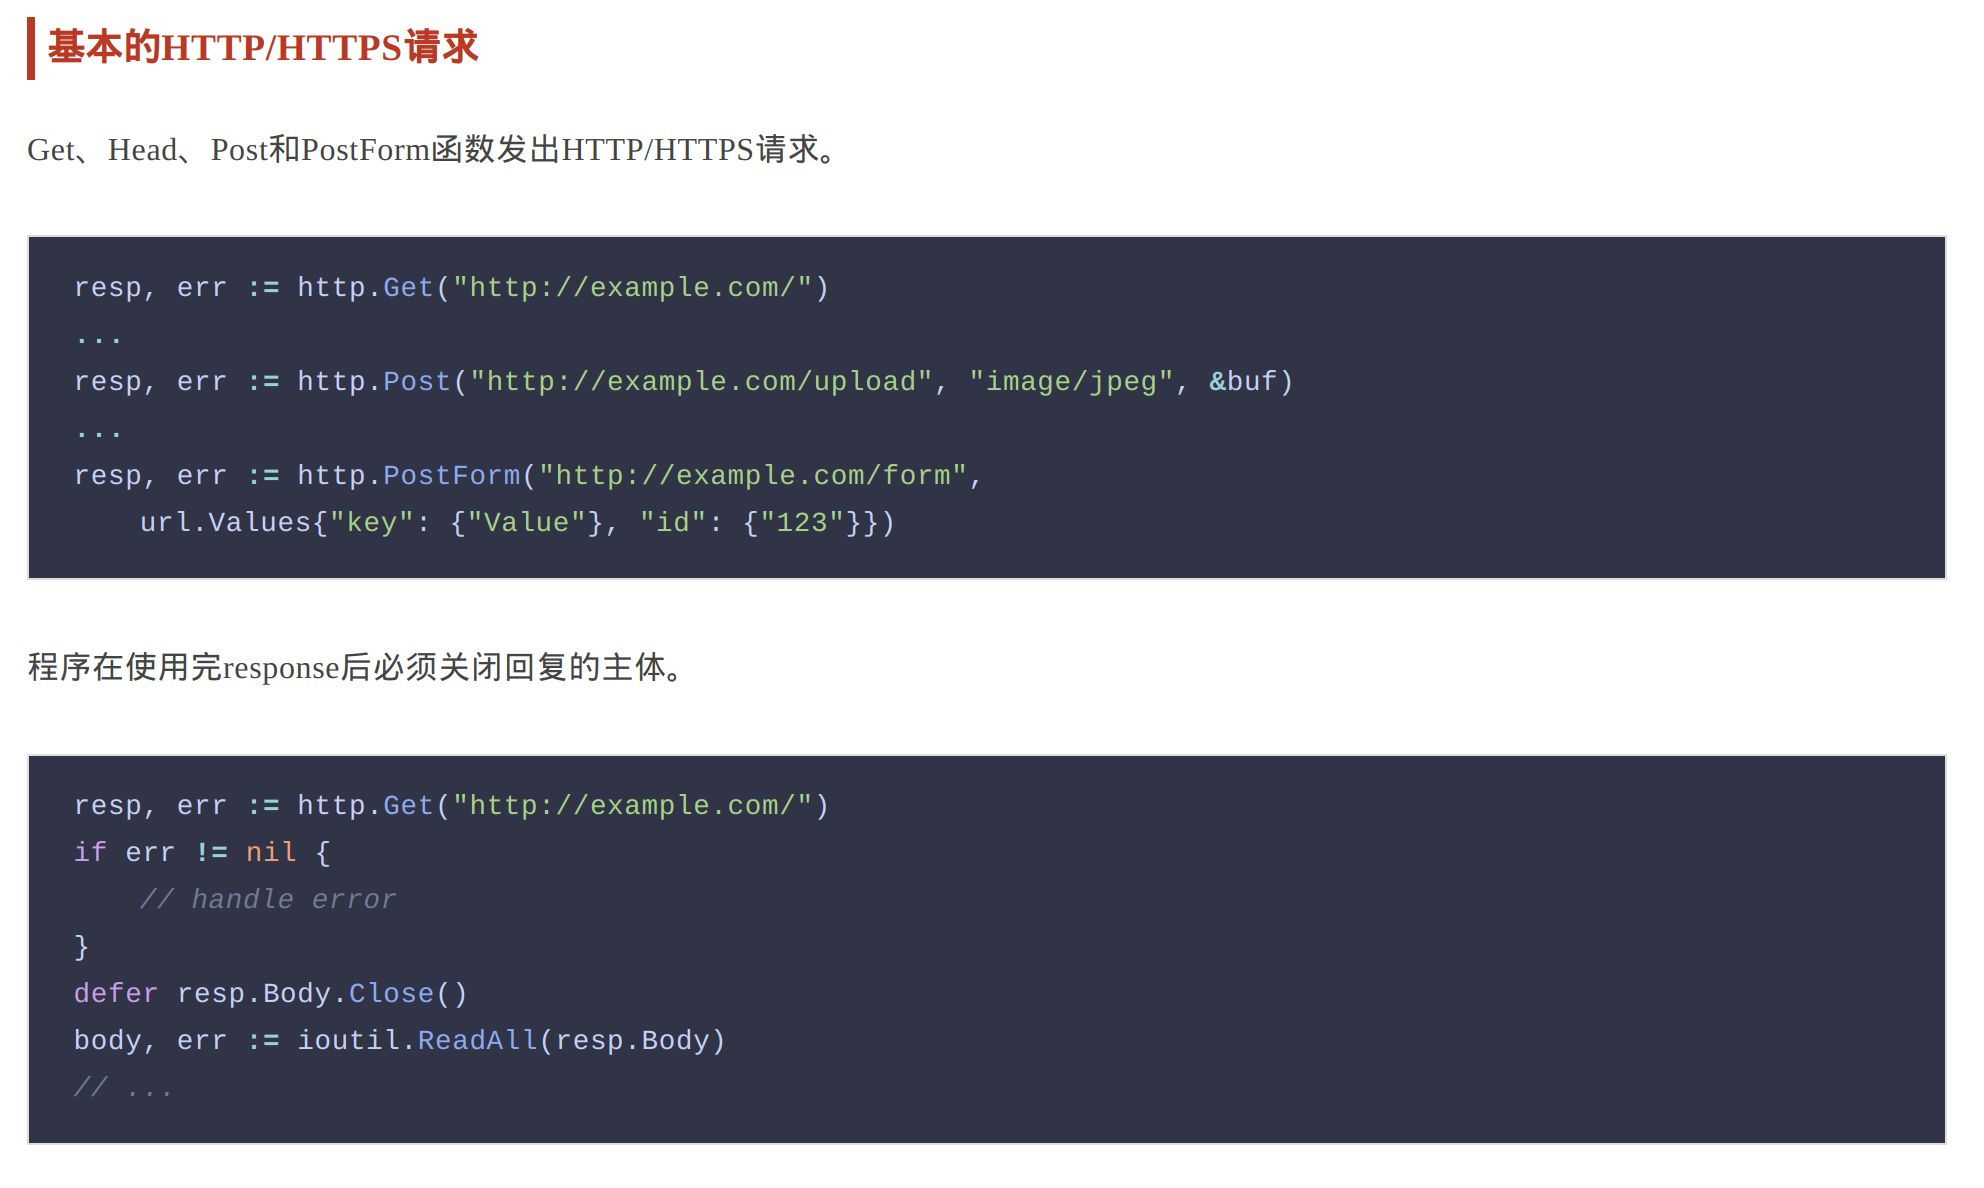 基本的HTTP/HTTPS请求
Get、Head、Post和PostForm函数发出HTTP/HTTPS请求。
resp, err := http.Get("http://example.com/")
...
resp, err := http.Post("http://example.com/upload", "image/jpeg", &buf)
...
resp, err := http.PostForm("http://example.com/form",
    url.Values{"key": {"Value"}, "id": {"123"}})
程序在使用完response后必须关闭回复的主体。
resp, err := http.Get("http://example.com/")
if err != nil {
    // handle error
}
defer resp.Body.Close()
body, err := ioutil.ReadAll(resp.Body)
// ...